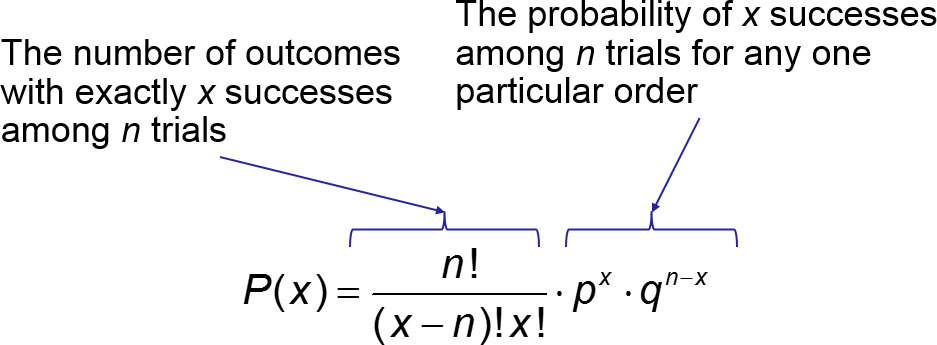 The number of outcomes
with exactly x successes
among n trials
The probability of x successes
among n trials for any one
particular order
P(x) = n! / (x − n)! x! · p^x · q^(n−x)